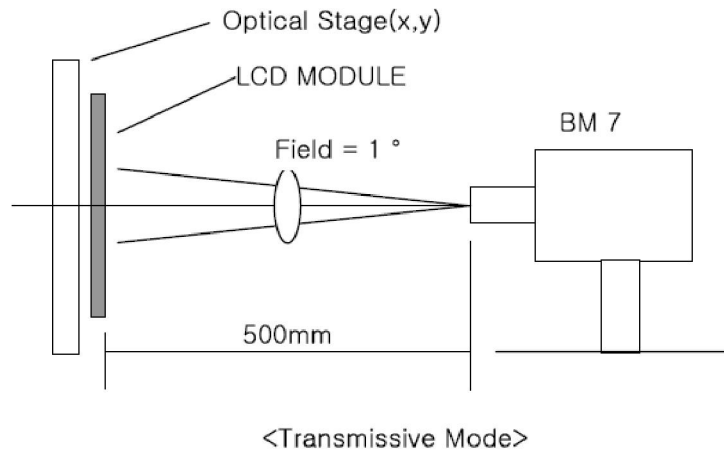 Optical Stage(x,y)
LCD MODULE
BM 7
Field = 1 °
500mm
<Transmissive Mode>